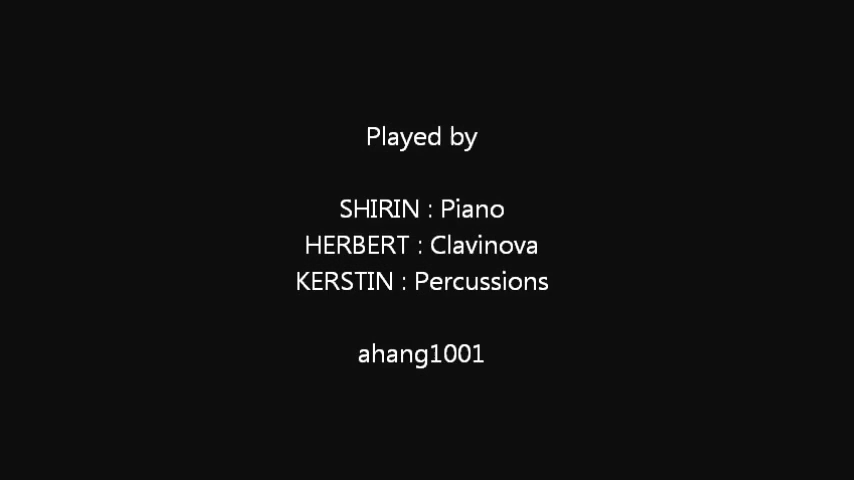 Played by
SHIRIN : Piano
HERBERT : Clavinova
KERSTIN : Percussions
ahang1001